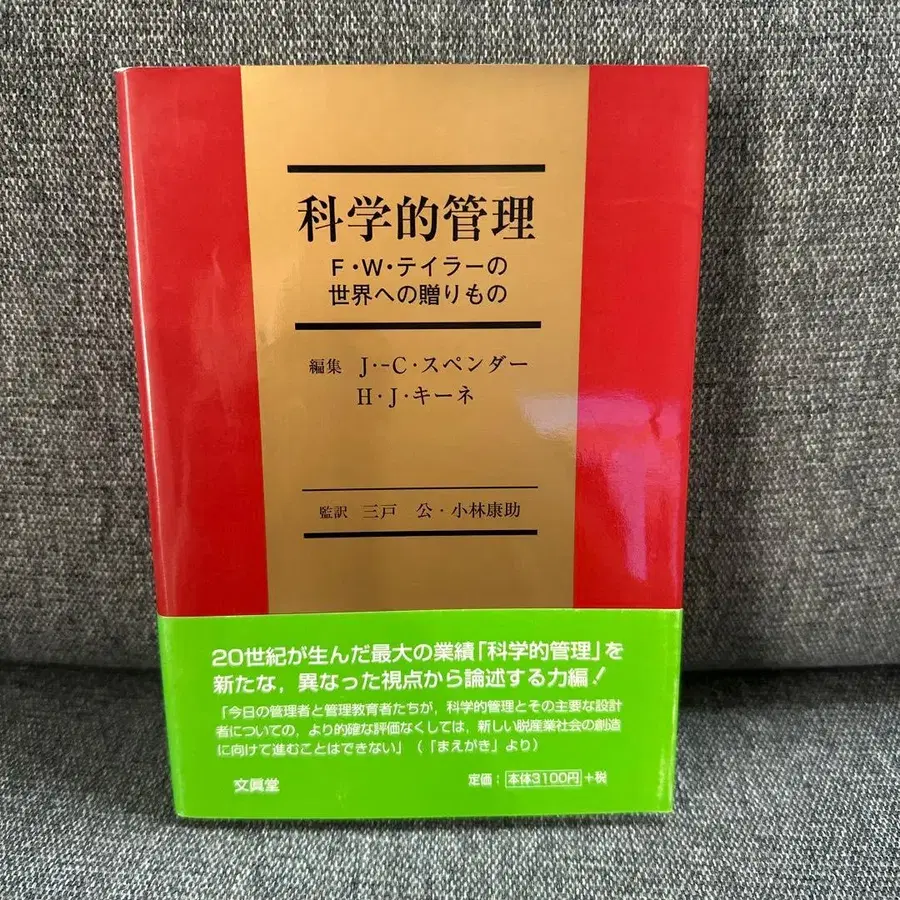 科学的管理
F・W・テイラーの
世界への贈りもの
編集 J・-C・スペンダー
H・J・キーネ
監訳 三戸 公・小林康助
20世紀が生んだ最大の業績「科学的管理」を
新たな,異なった視点から論述する力編!
「今日の管理者と管理教育者たちが,科学的管理とその主要な設計
者についての,より的確な評価なくしては,新しい脱産業社会の創造
に向けて進むことはできない」(「まえがき」より)
文眞堂 定価:本体3100円+税